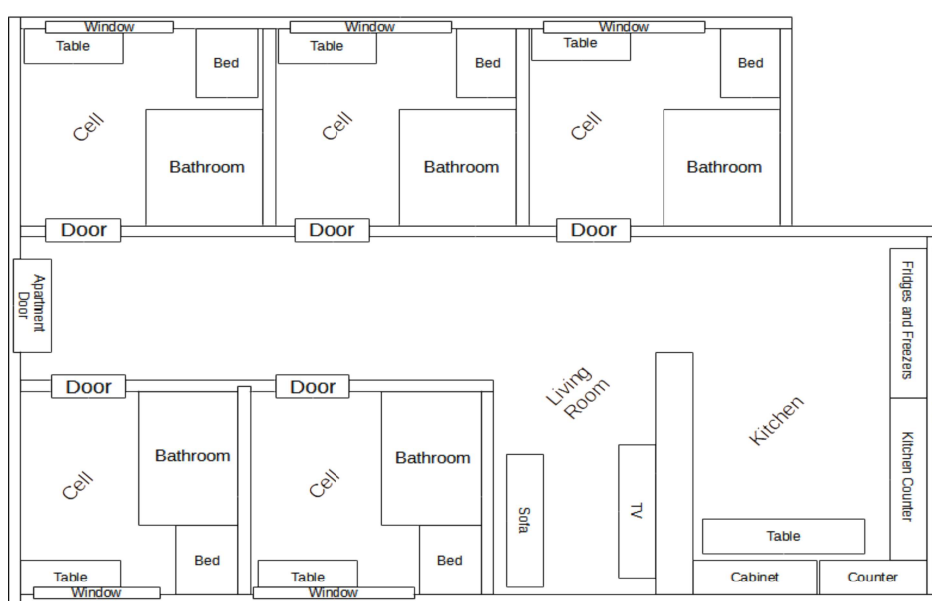 Window
Window
Window
Table
Bed
Table
Bed
Table
Bed
Cell
Cell
Cell
Bathroom
Bathroom
Bathroom
Door
Door
Door
Apartment
Door
Fridges and Freezers
Door
Door
Living
Room
Kitchen
Bathroom
Bathroom
Cell
Cell
Sofa
TV
KItchen Counter
Table
Bed
Bed
Table
Table
Cabinet
Counter
Window
Window